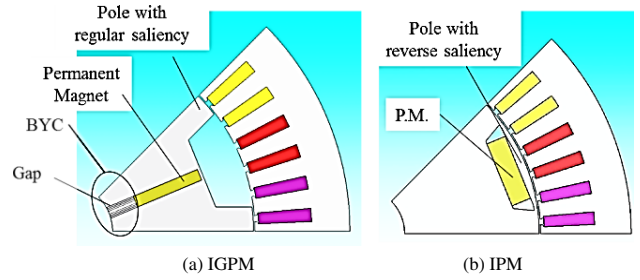 Pole with
regular saliency
Permanent
Magnet
BYC
Gap
Pole with
reverse saliency
P.M.
(a) IGPM
(b) IPM